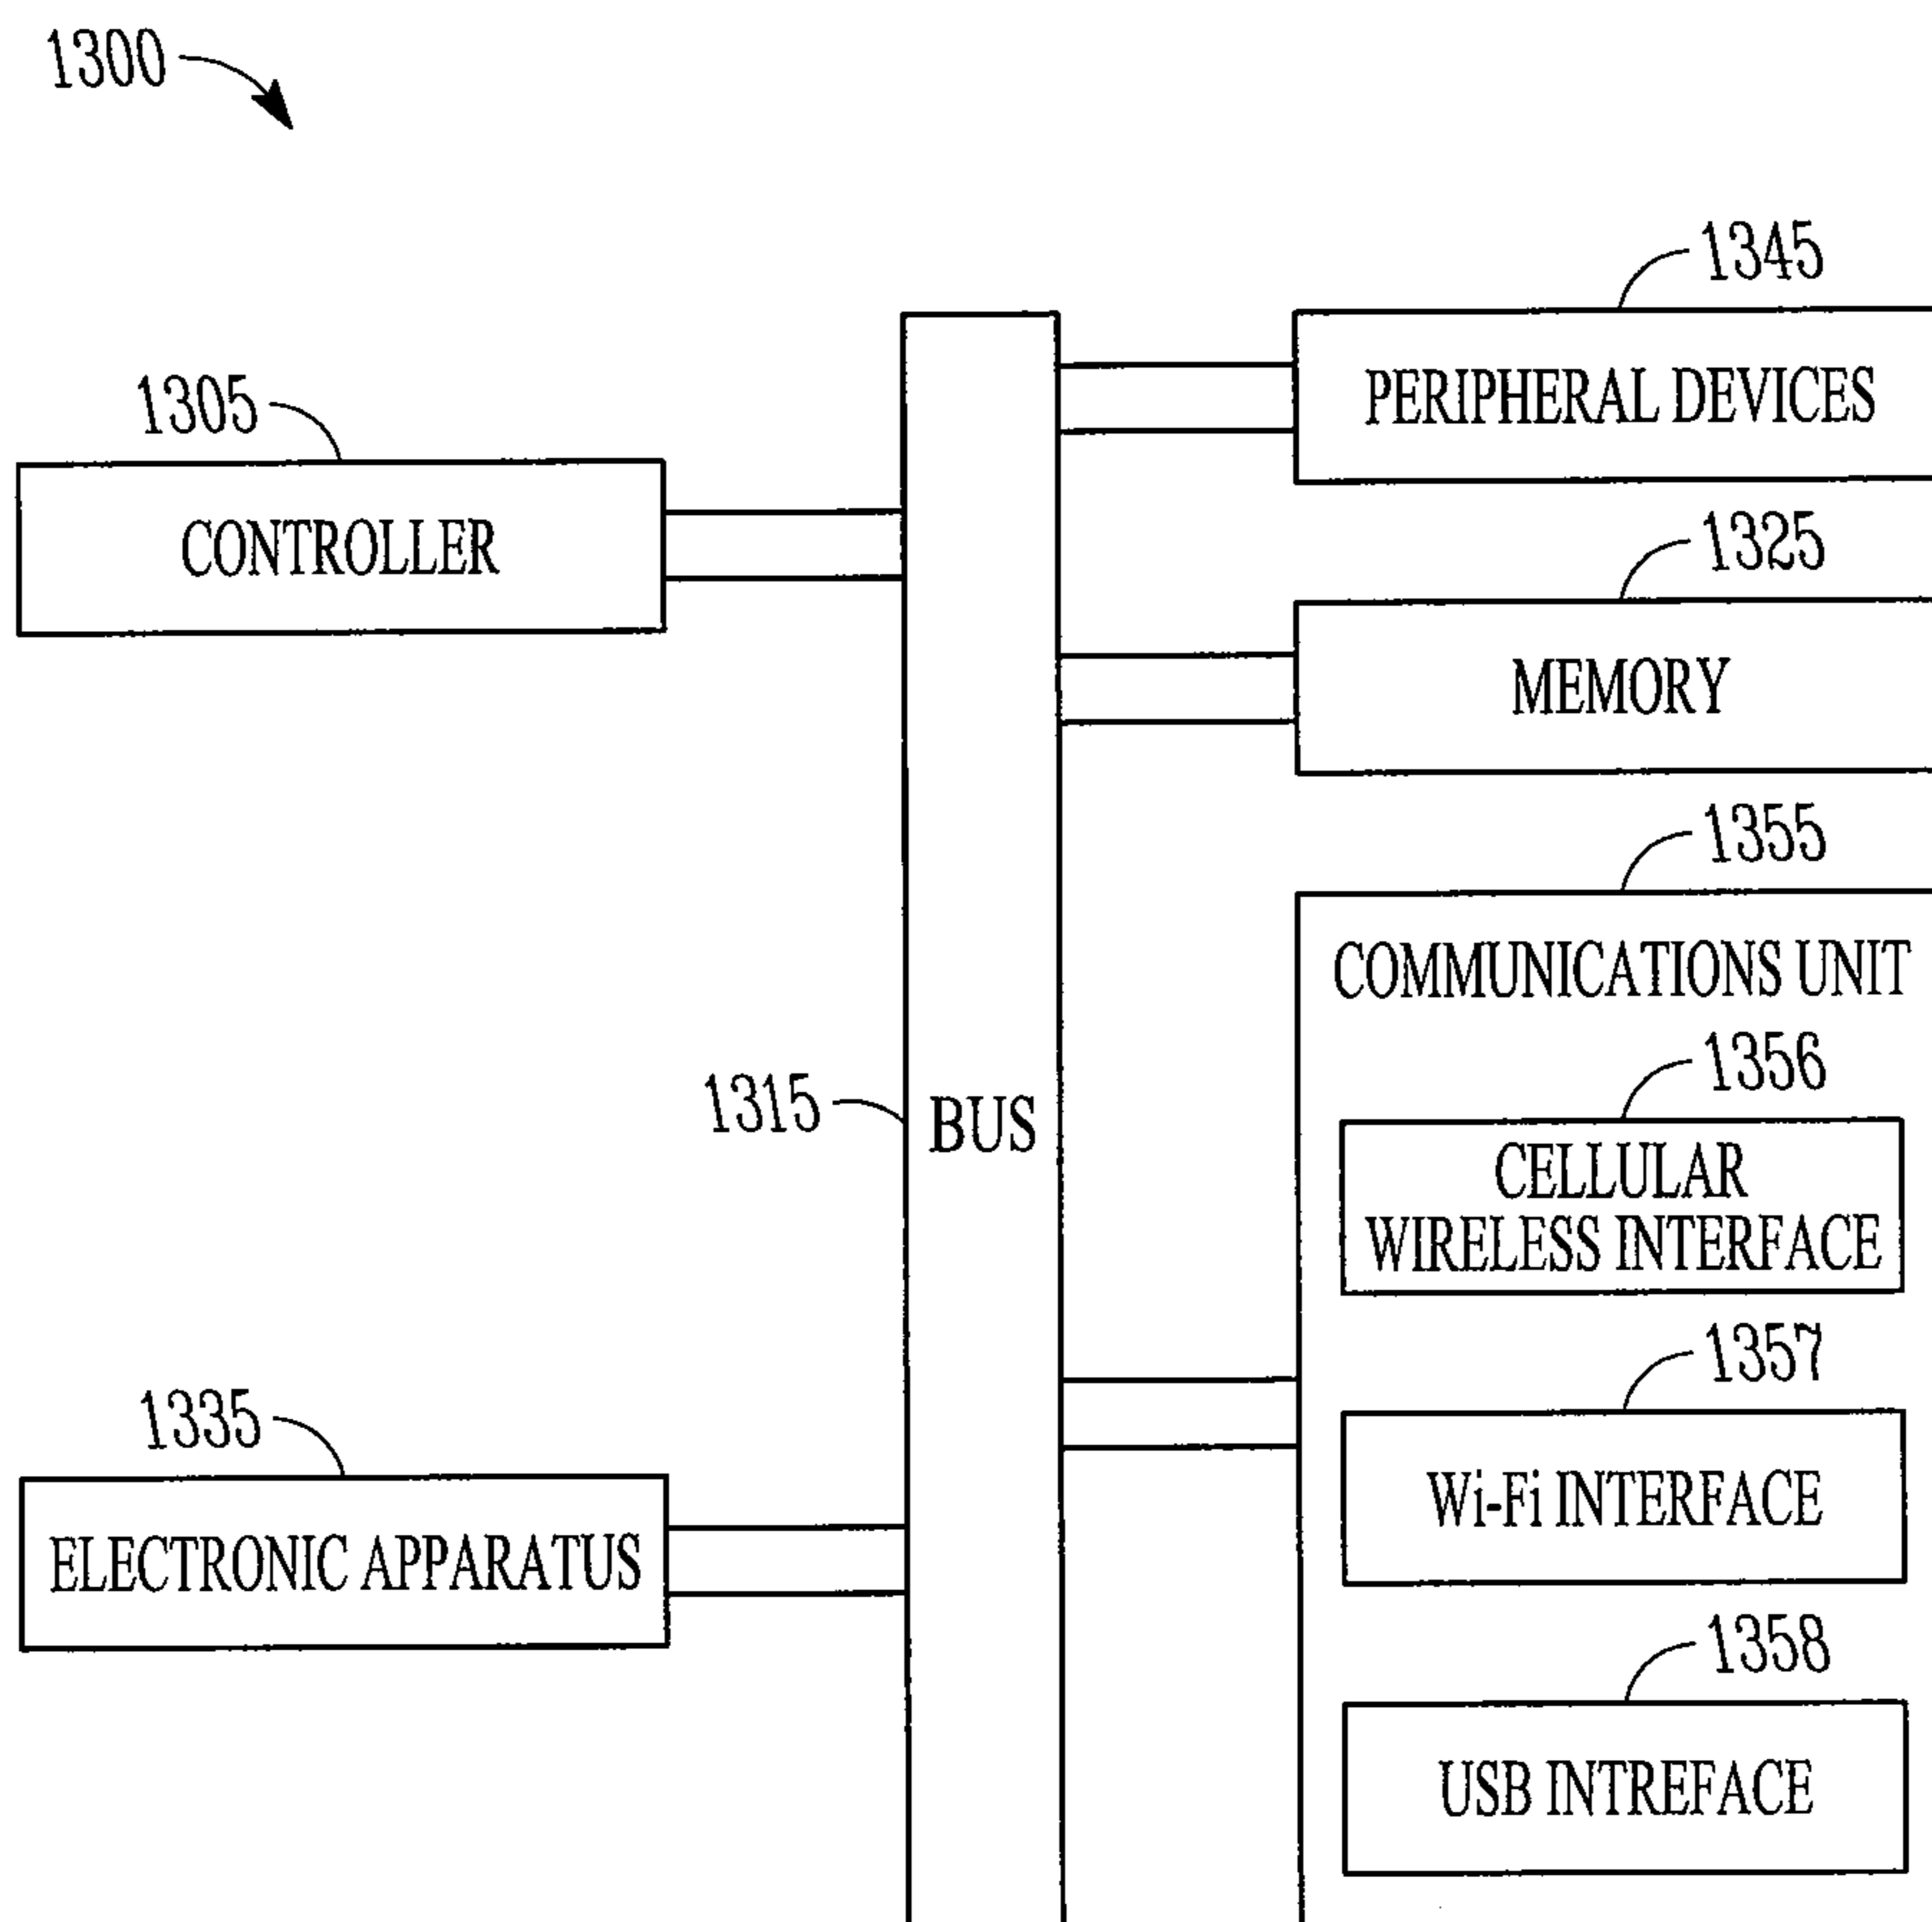 1300
1345
PERIPHERAL DEVICES
1305
CONTROLLER
1325
MEMORY
1355
COMMUNICATIONS UNIT
1315
BUS
1356
CELLULAR
WIRELESS INTERFACE
1357
Wi-Fi INTERFACE
1335
ELECTRONIC APPARATUS
1358
USB INTREFACE